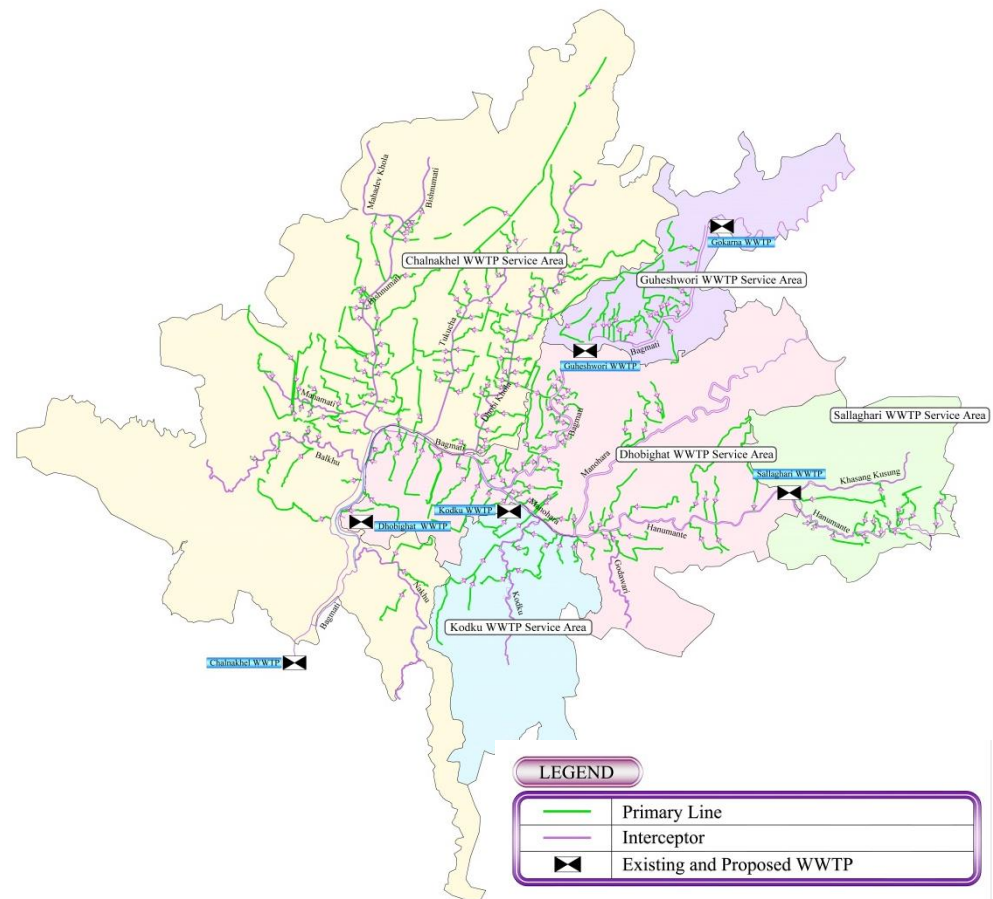 Mahadev Khola
Bishnumati
Gokarna WWTP
Chalnakhel WWTP Service Area
Guheshwori WWTP Service Area
Bishnumati
Tukucha
Bagmati
Guheshwori WWTP
Dhobi Khola
Mahamati
Sallaghari WWTP Service Area
Bagmati
Bagmati
Balkhu
Manohara
Dhobighat WWTP Service Area
Sallaghari WWTP
Khasang Kusung
Kodku WWTP
Manohara
Dhobighat WWTP
Hanumante
Hanumante
Godawari
Nakhu
Kodku
Bagmati
Kodku WWTP Service Area
Chalnakhel WWTP
LEGEND
Primary Line
Interceptor
Existing and Proposed WWTP